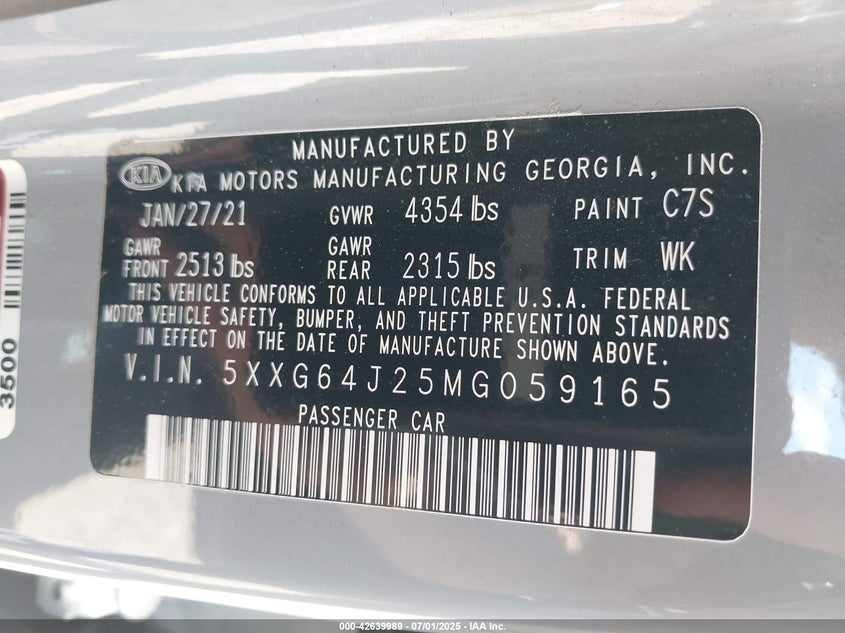 MANUFACTURED BY
KIA KIA MOTORS MANUFACTURING GEORGIA, INC.
JAN/27/21 GVWR 4354 lbs PAINT C7S
GAWR FRONT 2513 lbs GAWR REAR 2315 lbs TRIM WK
THIS VEHICLE CONFORMS TO ALL APPLICABLE U.S.A. FEDERAL
MOTOR VEHICLE SAFETY, BUMPER, AND THEFT PREVENTION STANDARDS
IN EFFECT ON THE DATE OF MANUFACTURE SHOWN ABOVE.
V.I.N. 5XXG64J25MG059165
PASSENGER CAR
3500
000-42639989 - 07/01/2025 - IAA Inc.